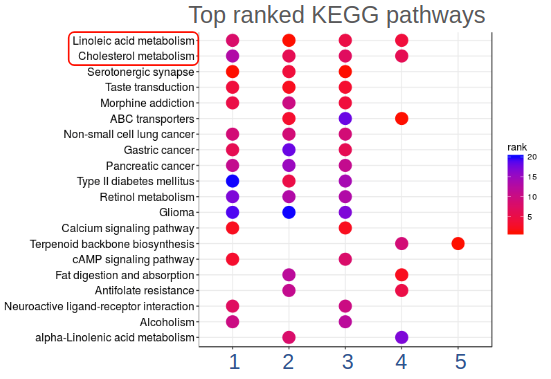 Top ranked KEGG pathways
Linoleic acid metabolism
Cholesterol metabolism
Serotonergic synapse
Taste transduction
Morphine addiction
ABC transporters
Non-small cell lung cancer
Gastric cancer
Pancreatic cancer
Type II diabetes mellitus
Retinol metabolism
Glioma
Calcium signaling pathway
Terpenoid backbone biosynthesis
cAMP signaling pathway
Fat digestion and absorption
Antifolate resistance
Neuroactive ligand-receptor interaction
Alcoholism
alpha-Linolenic acid metabolism
1 2 3 4 5
rank
20
15
10
5